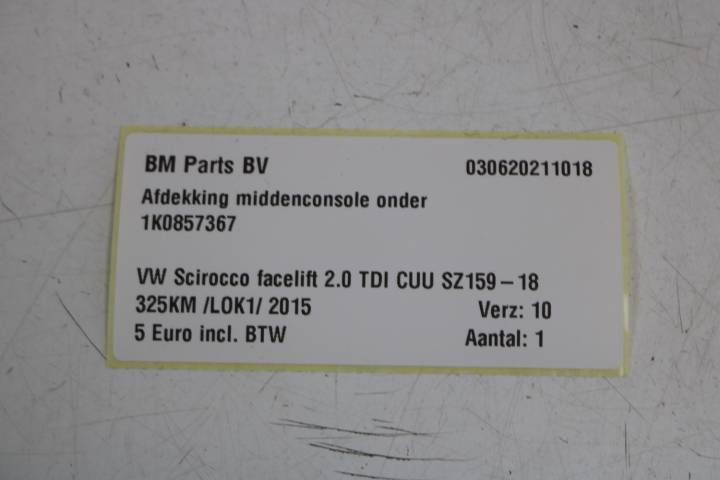 BM Parts BV 030620211018
Afdekking middenconsole onder
1K0857367
VW Scirocco facelift 2.0 TDI CUU SZ159-18
325KM /LOK1/ 2015 Verz: 10
5 Euro incl. BTW Aantal: 1